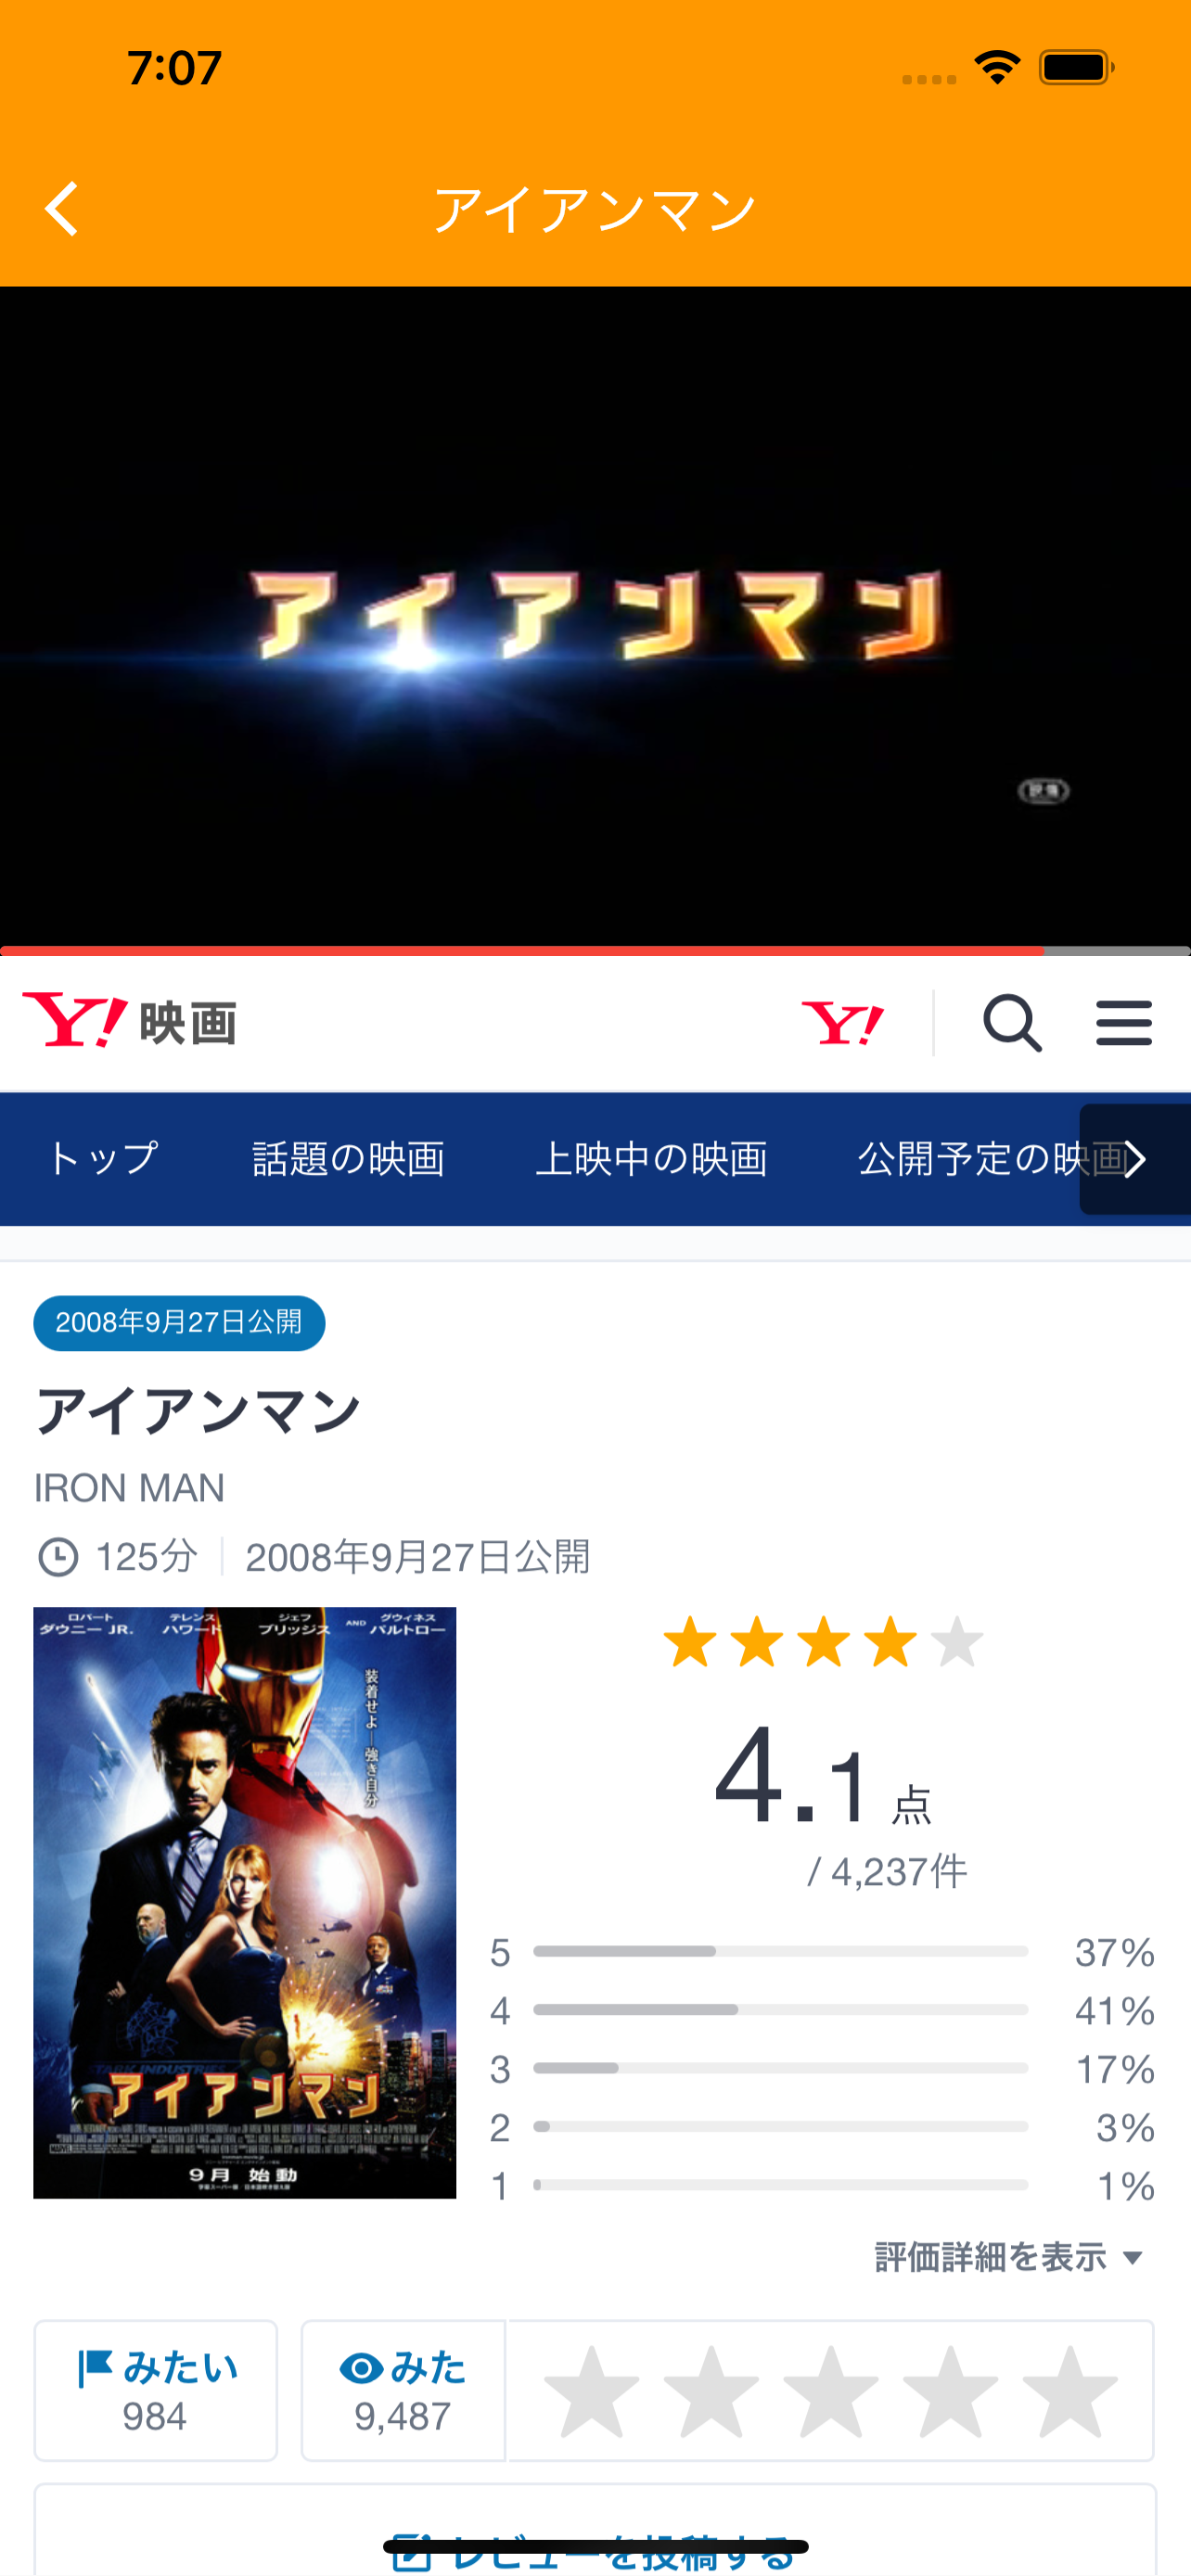 7:07
アイアンマン
アイアンマン
Y! 映画
Y!
トップ 話題の映画 上映中の映画 公開予定の映画
2008年9月27日公開
アイアンマン
IRON MAN
125分 2008年9月27日公開
ロバート ダウニー JR.
テレンス ハワード
ジェフ ブリッジス
AND グウィネス パルトロー
装着せよ―強き自分
STARK INDUSTRIES
アイアンマン
9月 始動
4.1点
/ 4,237件
5 37%
4 41%
3 17%
2 3%
1 1%
評価詳細を表示
みたい
984
みた
9,487
レビューを投稿する